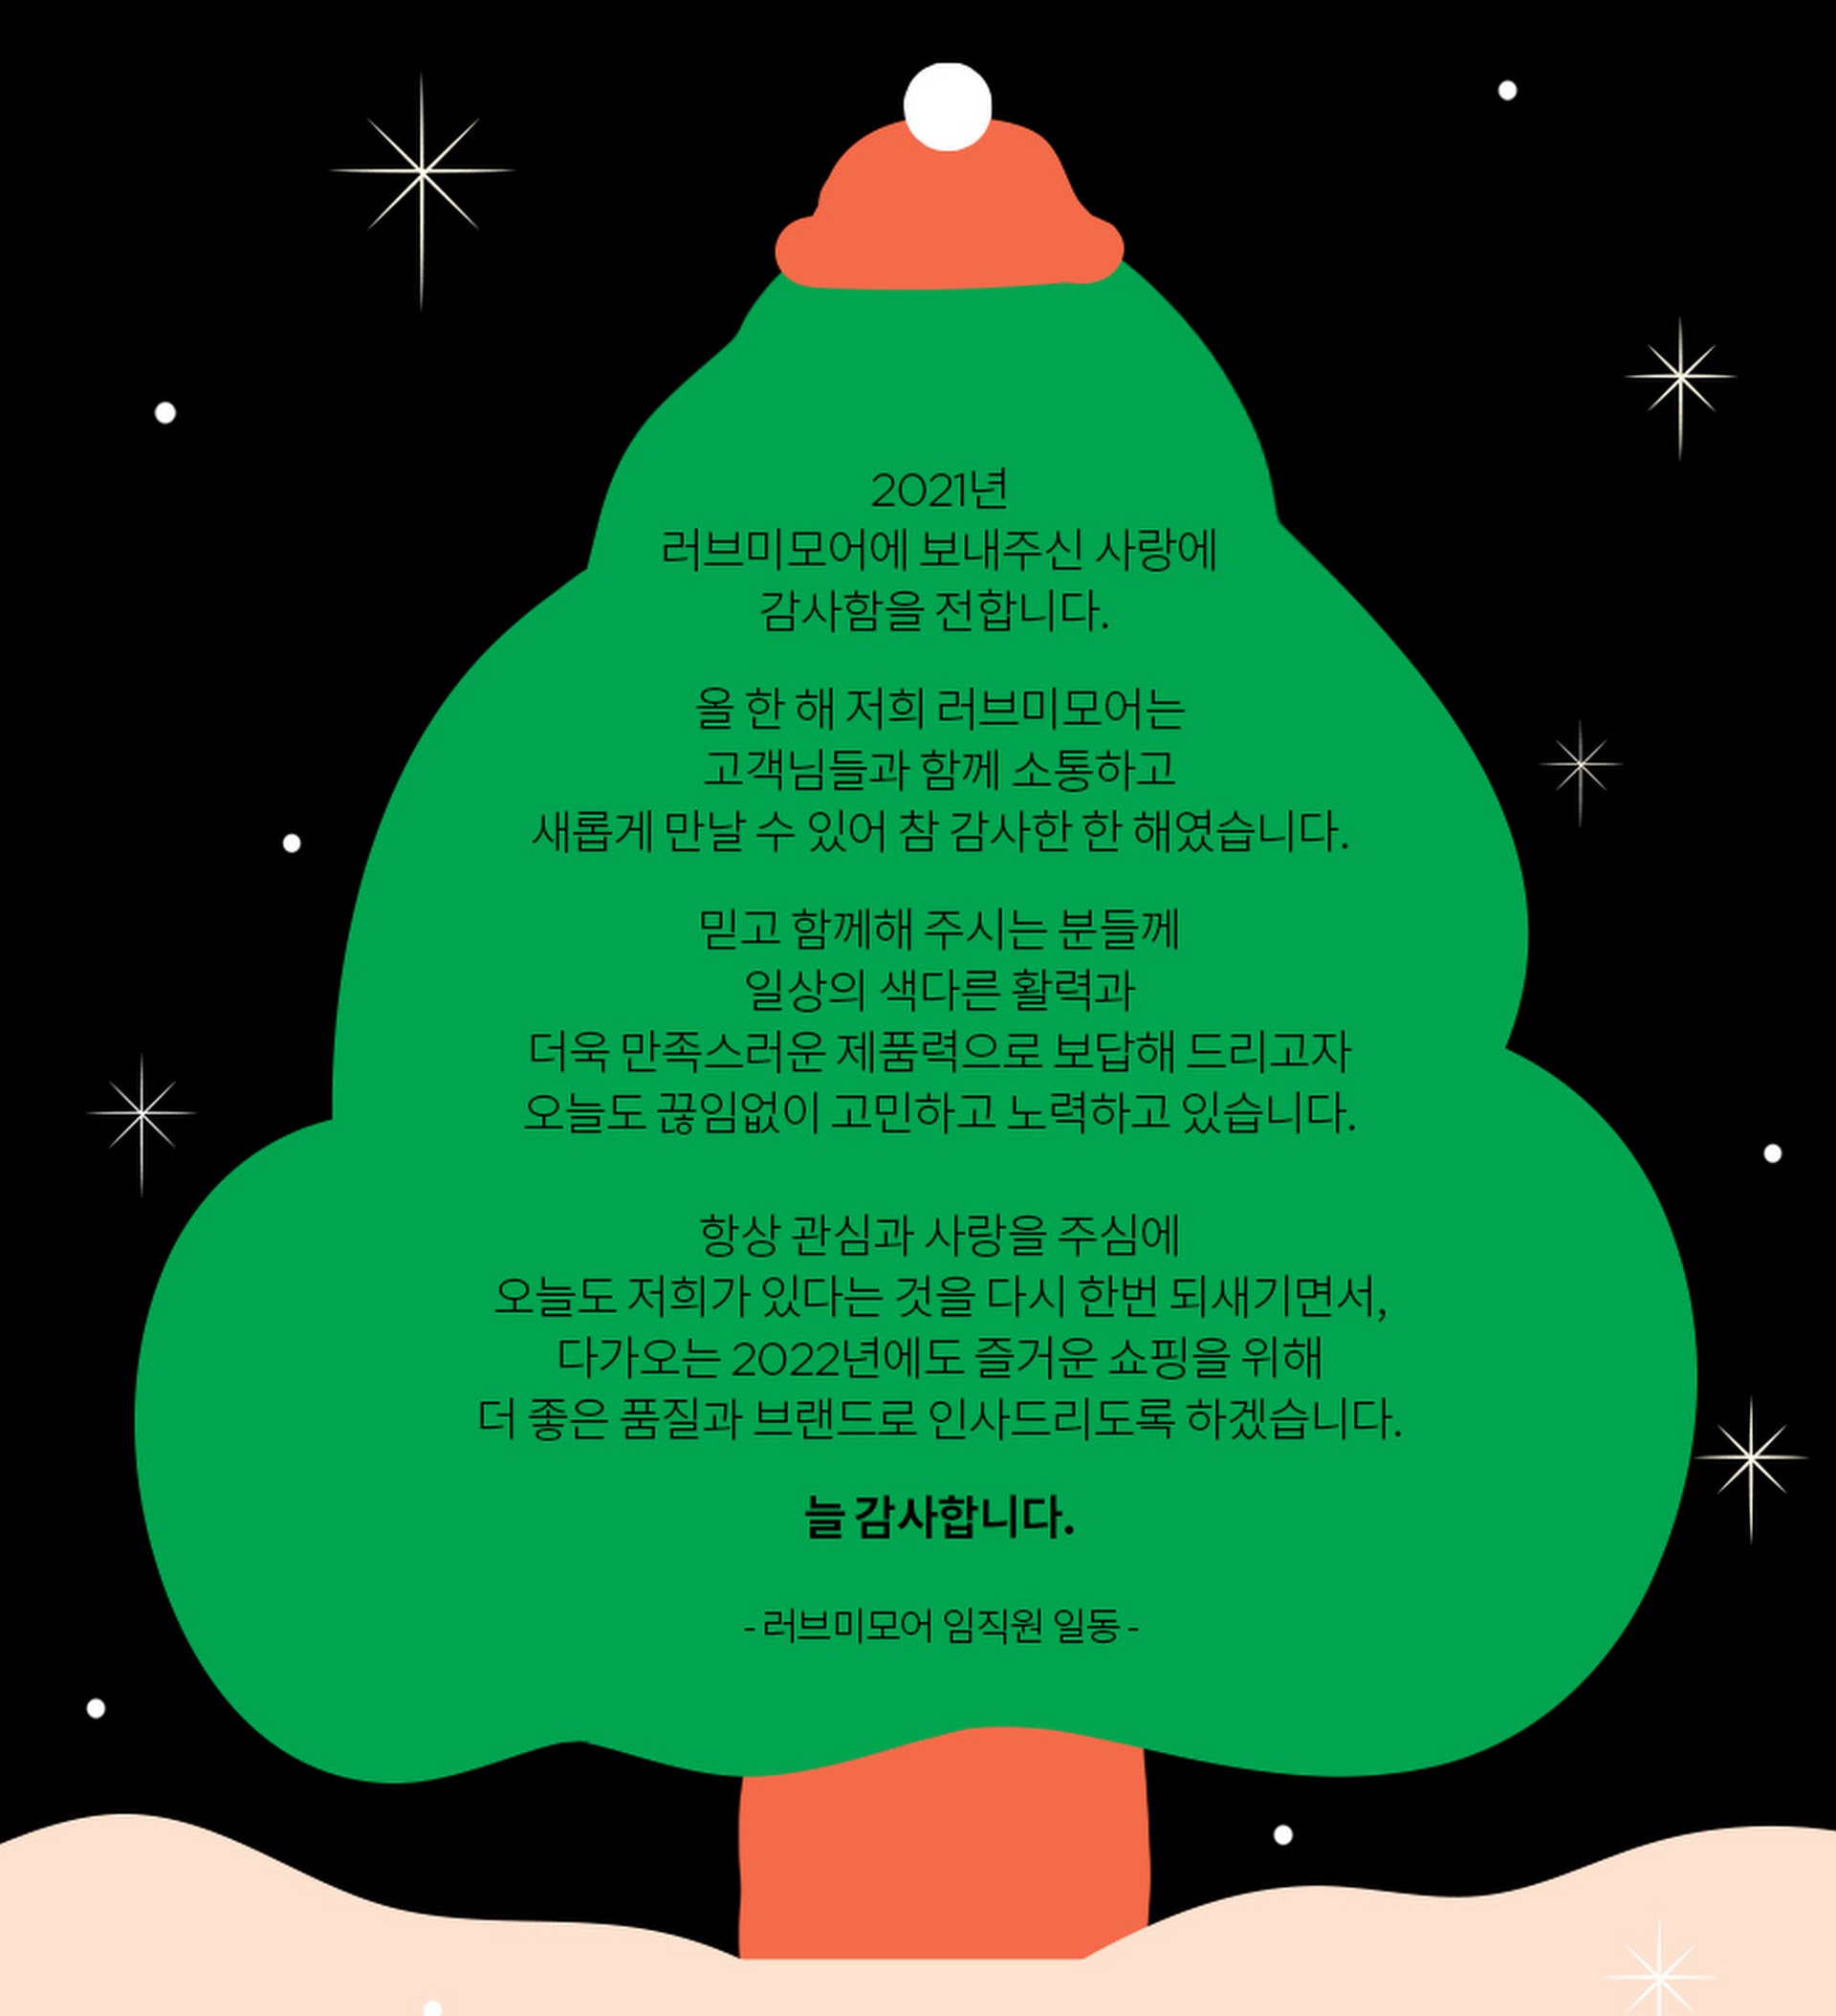 2021년
러브미모어에 보내주신 사랑에
감사함을 전합니다.
올 한 해 저희 러브미모어는
고객님들과 함께 소통하고
새롭게 만날 수 있어 참 감사한 한 해였습니다.
믿고 함께해 주시는 분들께
일상의 색다른 활력과
더욱 만족스러운 제품력으로 보답해 드리고자
오늘도 끊임없이 고민하고 노력하고 있습니다.
항상 관심과 사랑을 주심에
오늘도 저희가 있다는 것을 다시 한번 되새기면서,
다가오는 2022년에도 즐거운 쇼핑을 위해
더 좋은 품질과 브랜드로 인사드리도록 하겠습니다.
늘 감사합니다.
- 러브미모어 임직원 일동 -